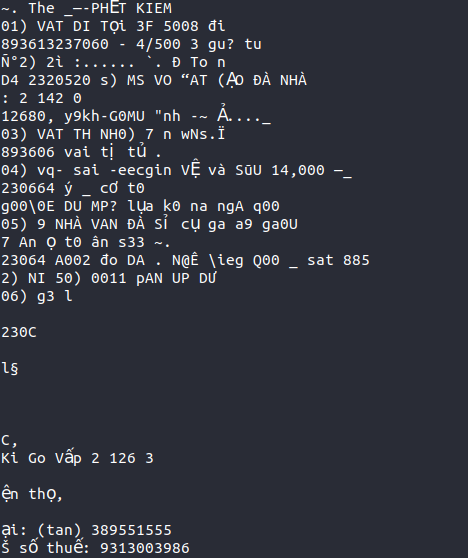 ~. The _—-PHẾT KIEM
01) VAT DI Tợi 3F 5008 đi
893613237060 - 4/500 3 gu? tu
Ñ°2) 2ì :...... `. Đ To n
D4 2320520 s) MS VO “AT (ẠO ĐÀ NHÀ
: 2 142 0
12680, y9kh-G0MU "nh -~ Ả...._
03) VAT TH NH0) 7 n wNs.Ï
893606 vai tị tủ .
04) vq- sai -eecgin VỆ và SũU 14,000 —_
230664 ý _ cơ t0
g00\0E DU MP? lụa k0 na ngA q00
05) 9 NHÀ VAN ĐÀ SỈ cụ ga a9 ga0U
7 An ọ t0 ân s33 ~.
23064 A002 đo DA . N@Ê \ieg Q00 _ sat 885
2) NI 50) 0011 pAN UP DƯ
06) g3 l
230C
l§
C,
Ki Go Vấp 2 126 3
ện thọ,
ại: (tan) 389551555
Š số thuế: 9313003986